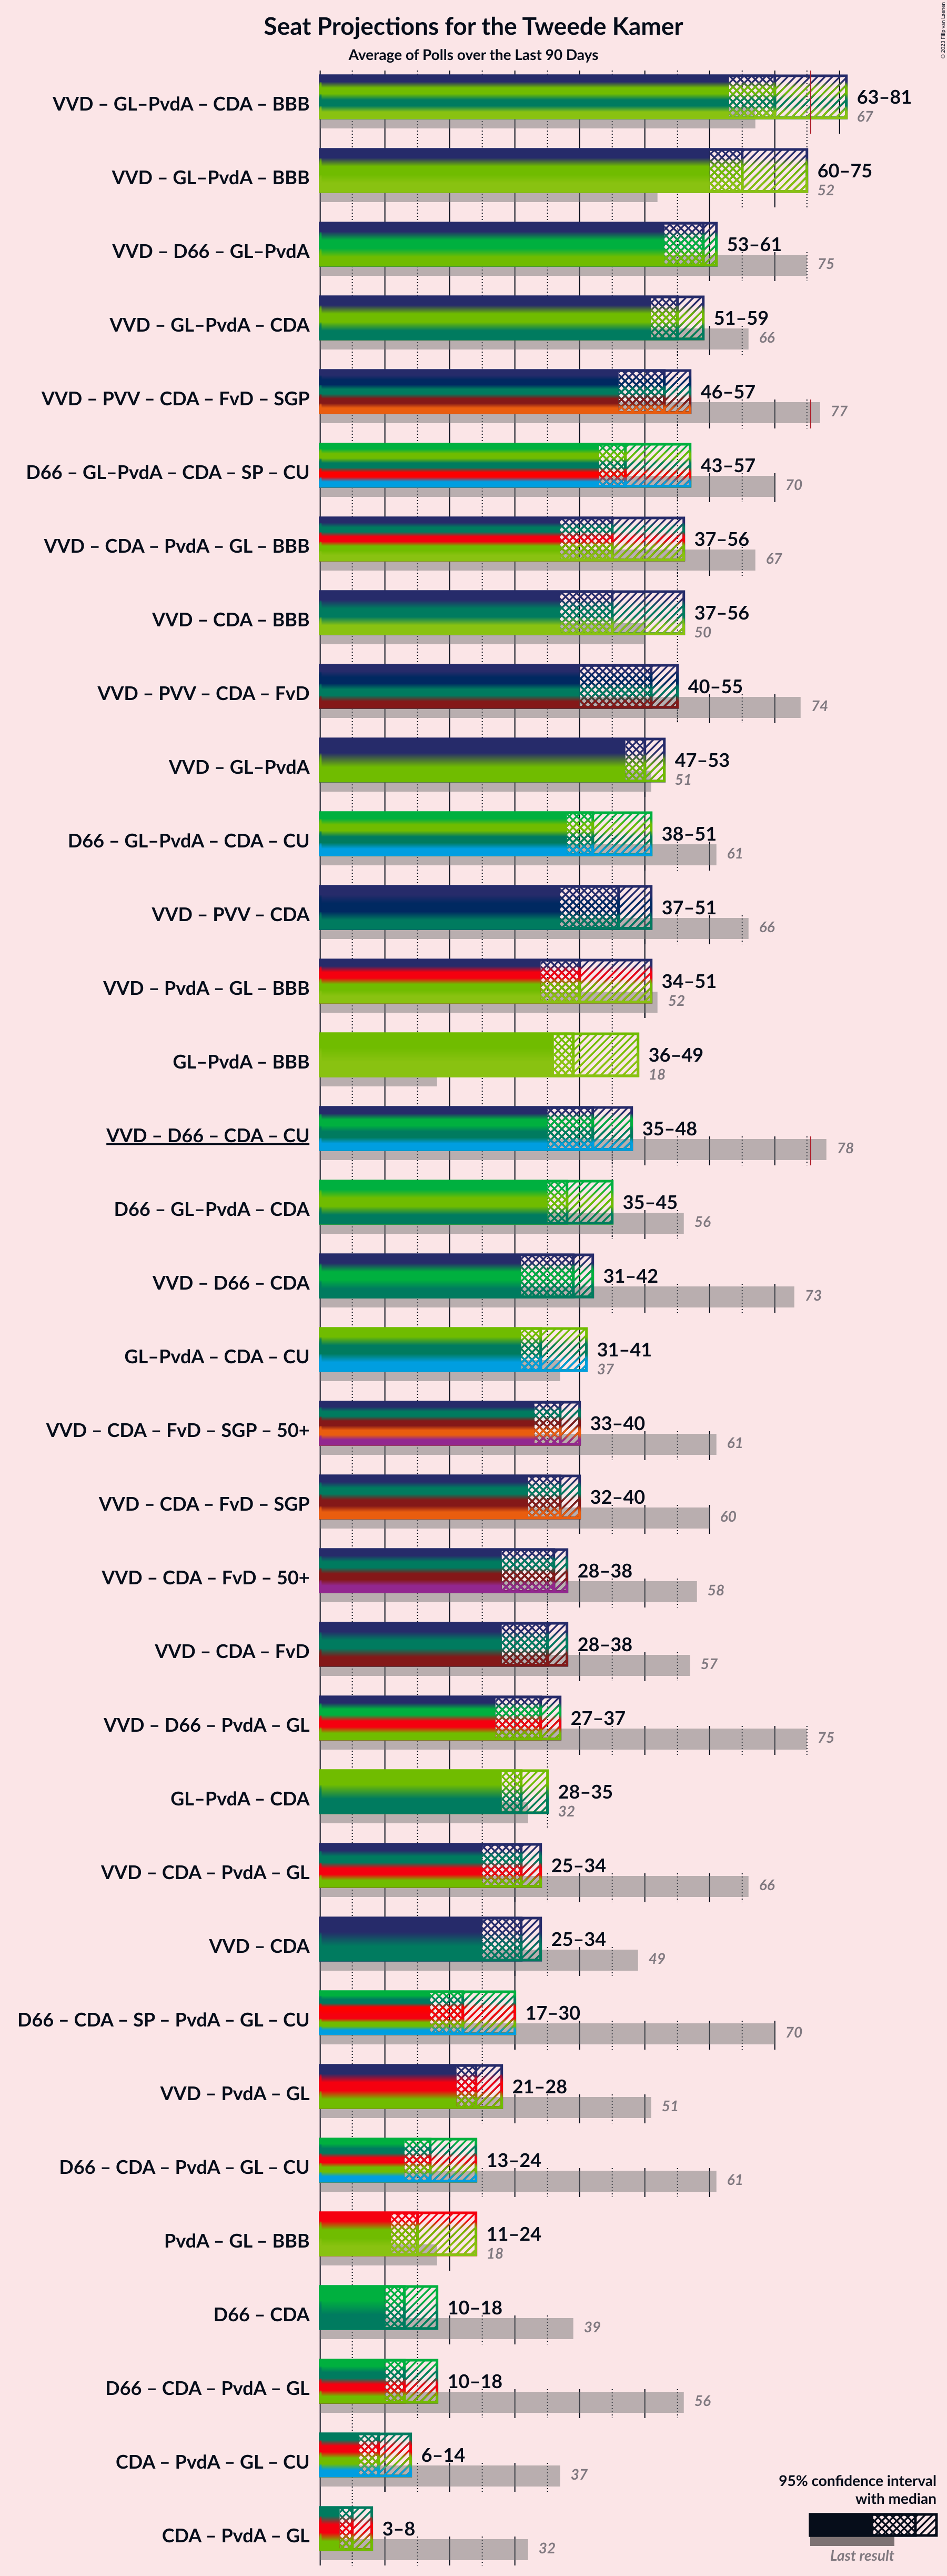 Seat Projections for the Tweede Kamer
Average of Polls over the Last 90 Days
© 2023 Filip van Laenen
VVD – GL–PvdA – CDA – BBB
63–81
67
VVD – GL–PvdA – BBB
60–75
52
VVD – D66 – GL–PvdA
53–61
75
VVD – GL–PvdA – CDA
51–59
66
VVD – PVV – CDA – FvD – SGP
46–57
77
D66 – GL–PvdA – CDA – SP – CU
43–57
70
VVD – CDA – PvdA – GL – BBB
37–56
67
VVD – CDA – BBB
37–56
50
VVD – PVV – CDA – FvD
40–55
74
VVD – GL–PvdA
47–53
51
D66 – GL–PvdA – CDA – CU
38–51
61
VVD – PVV – CDA
37–51
66
VVD – PvdA – GL – BBB
34–51
52
GL–PvdA – BBB
36–49
18
VVD – D66 – CDA – CU
35–48
78
D66 – GL–PvdA – CDA
35–45
56
VVD – D66 – CDA
31–42
73
GL–PvdA – CDA – CU
31–41
37
VVD – CDA – FvD – SGP – 50+
33–40
61
VVD – CDA – FvD – SGP
32–40
60
VVD – CDA – FvD – 50+
28–38
58
VVD – CDA – FvD
28–38
57
VVD – D66 – PvdA – GL
27–37
75
GL–PvdA – CDA
28–35
32
VVD – CDA – PvdA – GL
25–34
66
VVD – CDA
25–34
49
D66 – CDA – SP – PvdA – GL – CU
17–30
70
VVD – PvdA – GL
21–28
51
D66 – CDA – PvdA – GL – CU
13–24
61
PvdA – GL – BBB
11–24
18
D66 – CDA
10–18
39
D66 – CDA – PvdA – GL
10–18
56
CDA – PvdA – GL – CU
6–14
37
CDA – PvdA – GL
3–8
32
95% confidence interval
with median
Last result